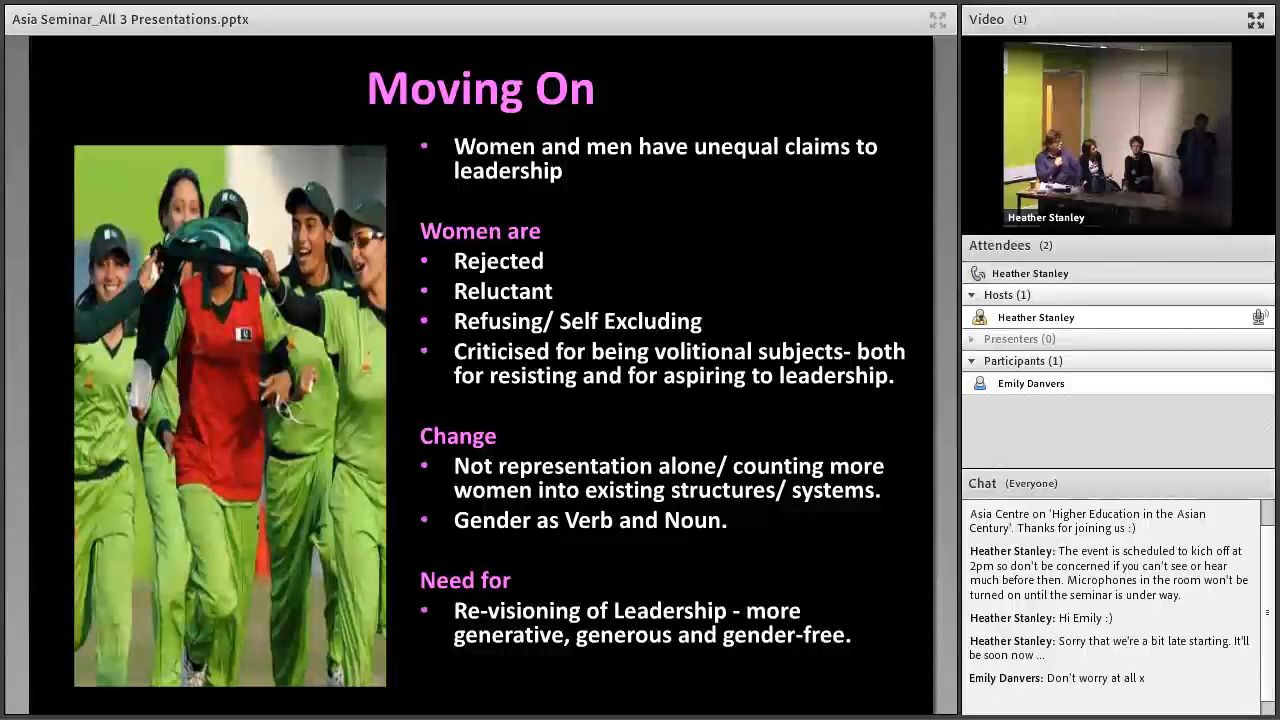 Asia Seminar_All 3 Presentations.pptx
Moving On
• Women and men have unequal claims to
leadership
Women are
• Rejected
• Reluctant
• Refusing/ Self Excluding
• Criticised for being volitional subjects- both
for resisting and for aspiring to leadership.
Change
• Not representation alone/ counting more
women into existing structures/ systems.
• Gender as Verb and Noun.
Need for
• Re-visioning of Leadership - more
generative, generous and gender-free.
Video (1)
Heather Stanley
Attendees (2)
Heather Stanley
Hosts (1)
Heather Stanley
Presenters (0)
Participants (1)
Emily Danvers
Chat (Everyone)
Asia Centre on 'Higher Education in the Asian
Century'. Thanks for joining us :)
Heather Stanley: The event is scheduled to kick off at
2pm so don't be concerned if you can't see or hear
much before then. Microphones in the room won't be
turned on until the seminar is under way.
Heather Stanley: Hi Emily :)
Heather Stanley: Sorry that we're a bit late starting. It'll
be soon now ...
Emily Danvers: Don't worry at all x